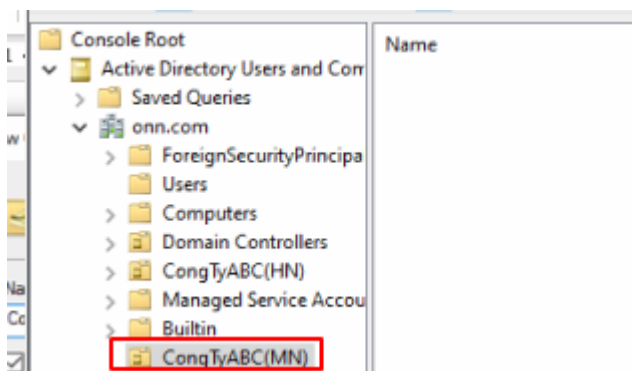 Console Root
Name
Active Directory Users and Com
Saved Queries
onn.com
ForeignSecurityPrincipa
Users
Computers
Domain Controllers
CongTyABC(HN)
Managed Service Accou
Builtin
CongTyABC(MN)